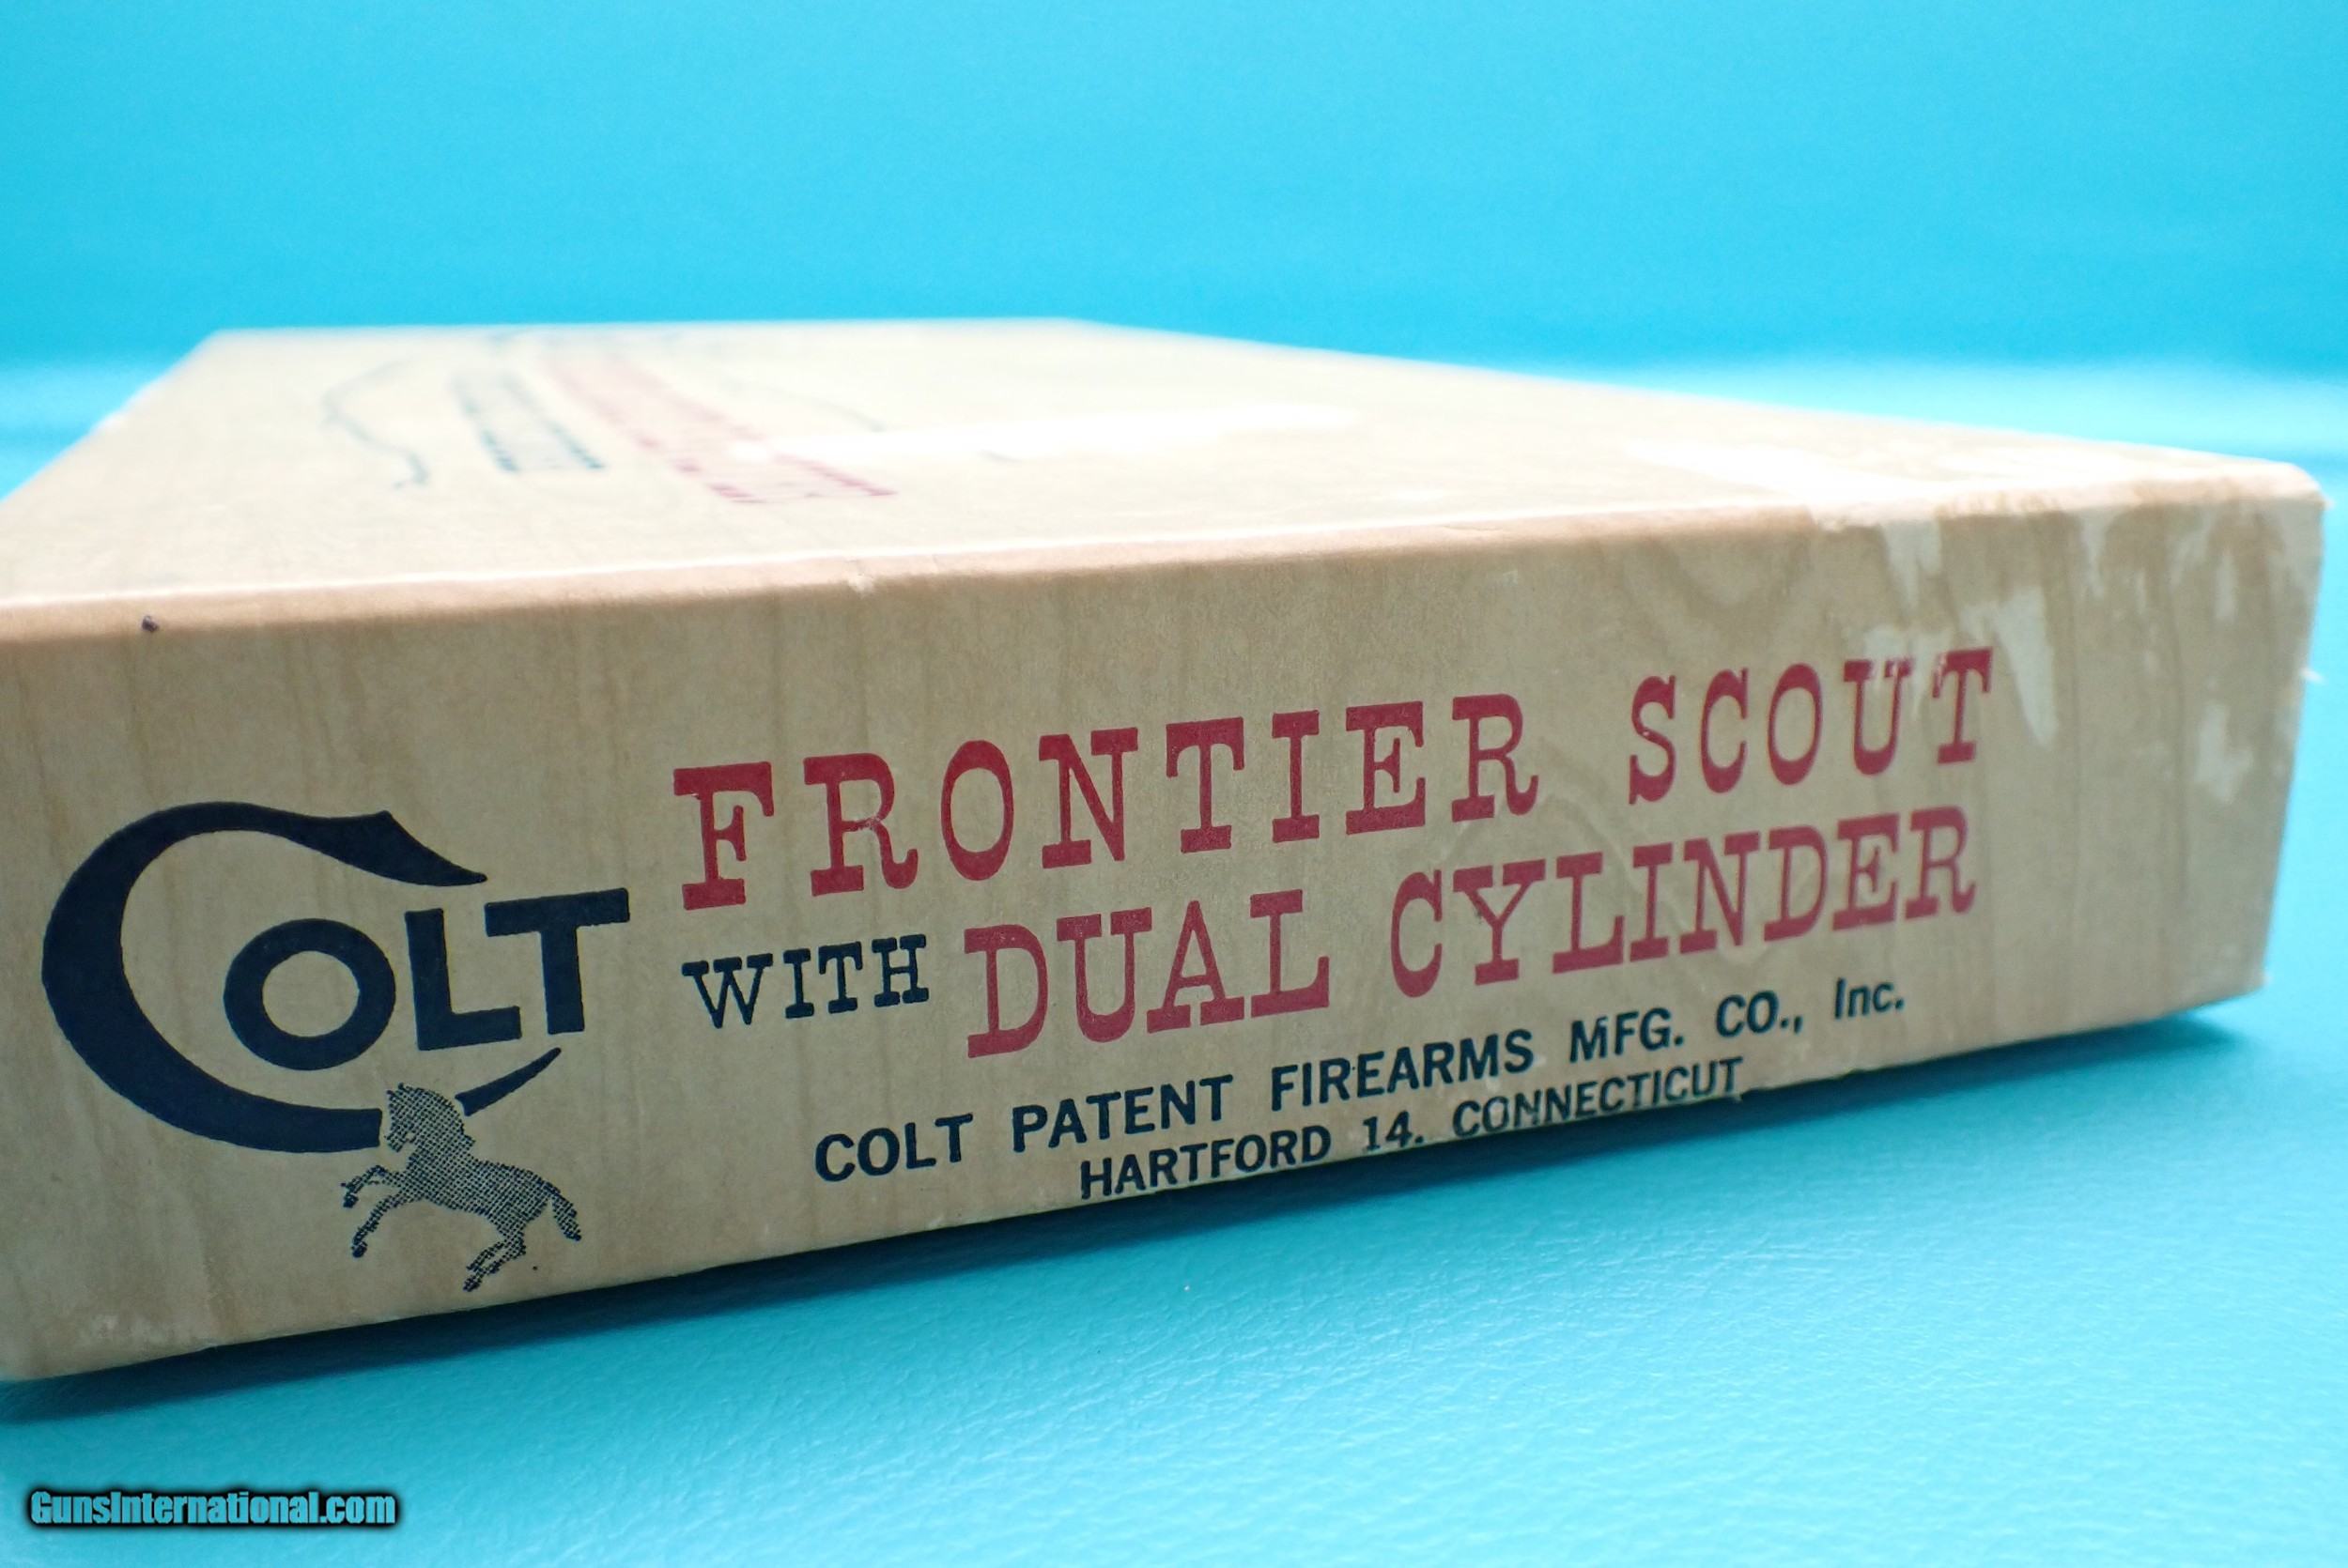 COLT
FRONTIER SCOUT
WITH DUAL CYLINDER
COLT PATENT FIREARMS MFG. CO., Inc.
HARTFORD 14. CONNECTICUT
GunsInternational.com